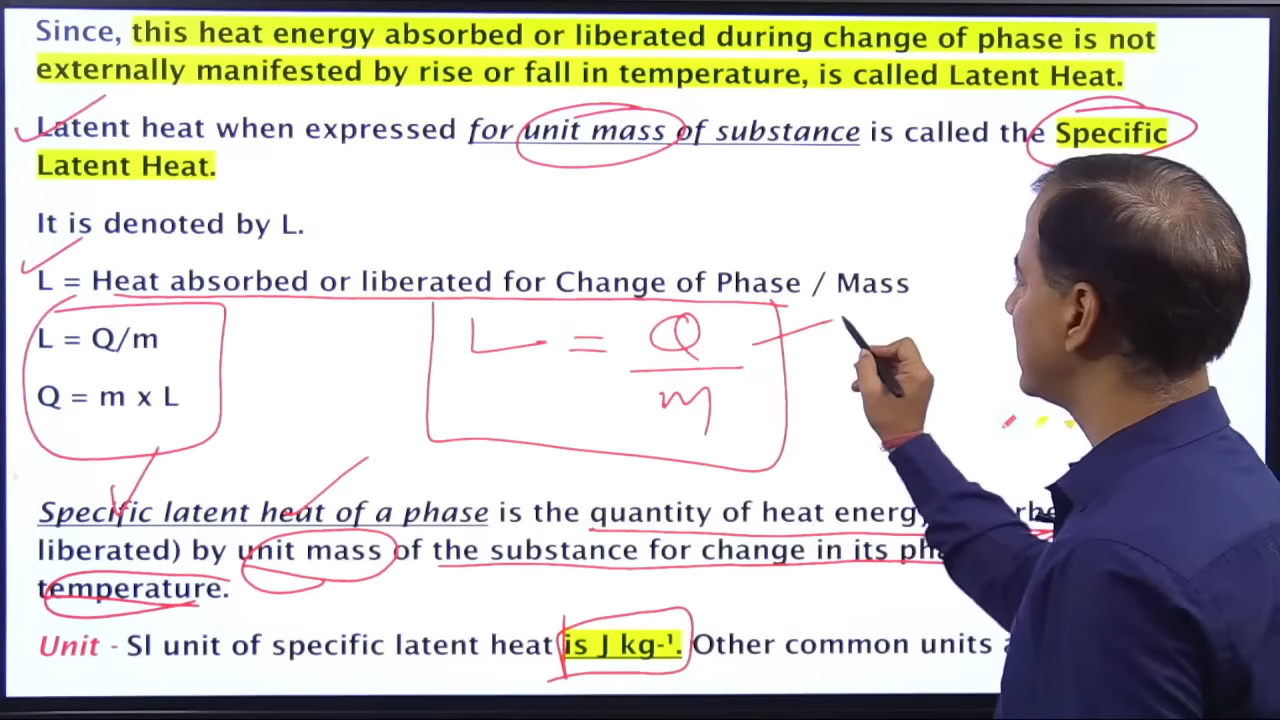 Since, this heat energy absorbed or liberated during change of phase is not
externally manifested by rise or fall in temperature, is called Latent Heat.
Latent heat when expressed for unit mass of substance is called the Specific
Latent Heat.
It is denoted by L.
L = Heat absorbed or liberated for Change of Phase / Mass
L = Q/m
Q = m x L
L = Q
m
Specific latent heat of a phase is the quantity of heat energy
liberated) by unit mass of the substance for change in its
temperature.
Unit - SI unit of specific latent heat is J kg-¹. Other common units